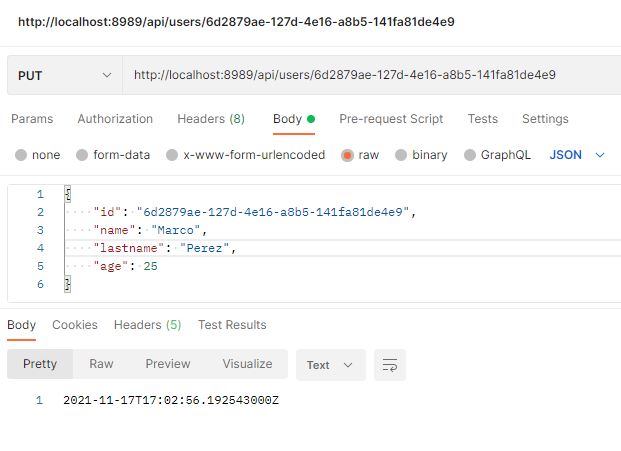 http://localhost:8989/api/users/6d2879ae-127d-4e16-a8b5-141fa81de4e9
PUT http://localhost:8989/api/users/6d2879ae-127d-4e16-a8b5-141fa81de4e9
Params Authorization Headers (8) Body Pre-request Script Tests Settings
none form-data x-www-form-urlencoded raw binary GraphQL JSON
1 {
2 "id": "6d2879ae-127d-4e16-a8b5-141fa81de4e9",
3 "name": "Marco",
4 "lastname": "Perez",
5 "age": 25
6 }
Body Cookies Headers (5) Test Results
Pretty Raw Preview Visualize Text
1 2021-11-17T17:02:56.192543000Z